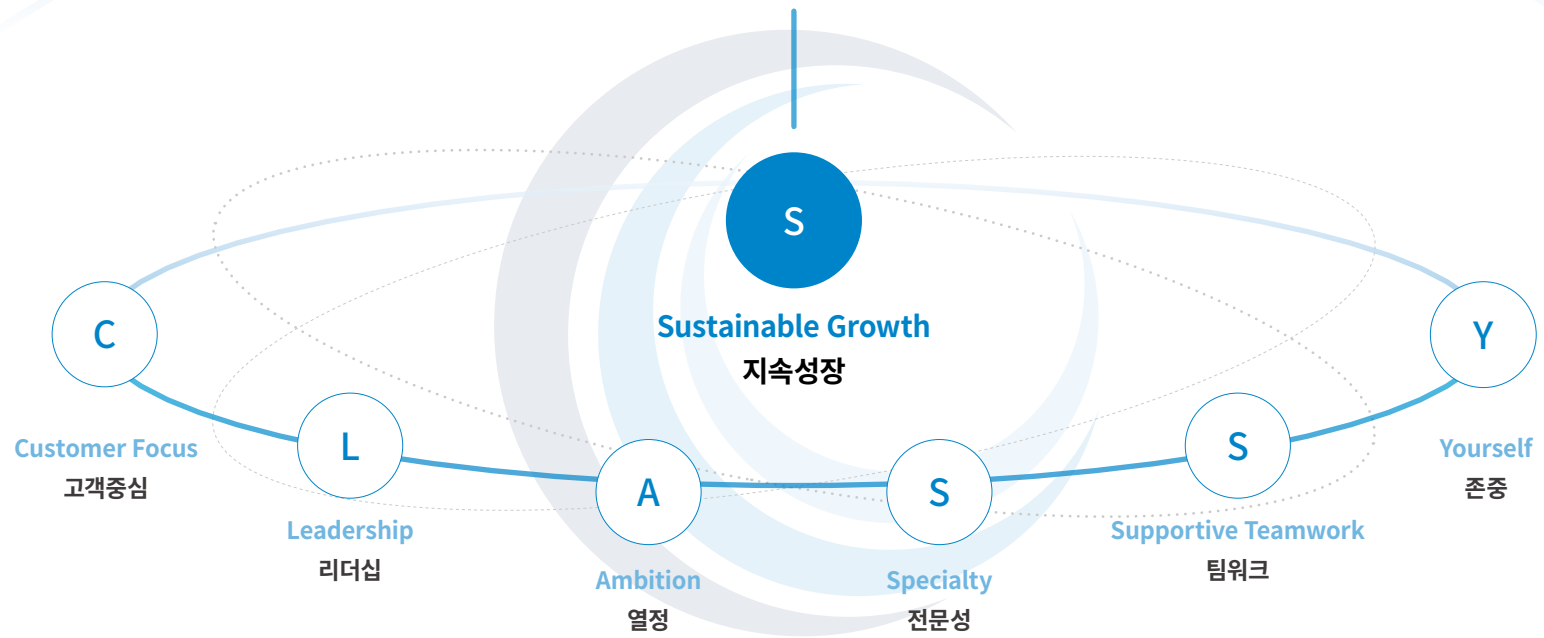 S
Sustainable Growth
지속성장
C
Customer Focus
고객중심
L
Leadership
리더십
A
Ambition
열정
S
Specialty
전문성
S
Supportive Teamwork
팀워크
Y
Yourself
존중